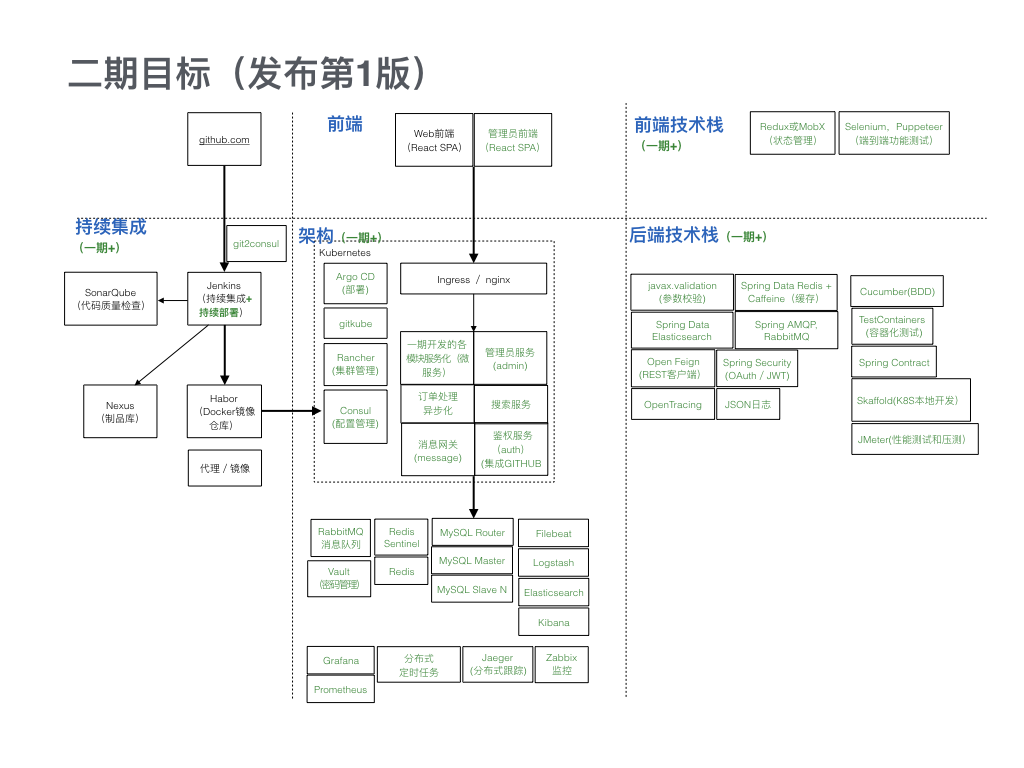 二期目标（发布第1版）
github.com
前端
Web前端
（React SPA）
管理员前端
（React SPA）
前端技术栈
（一期+）
Redux或MobX
（状态管理）
Selenium，Puppeteer
（端到端功能测试）
持续集成
（一期+）
git2consul
SonarQube
（代码质量检查）
Jenkins
（持续集成+
持续部署）
Nexus
（制品库）
Habor
（Docker镜像
仓库）
代理 / 镜像
架构（一期+）
Kubernetes
Argo CD
（部署）
gitkube
Rancher
（集群管理）
Consul
（配置管理）
Ingress / nginx
一期开发的各
模块服务化（微
服务）
管理员服务
(admin)
订单处理
异步化
搜索服务
消息网关
(message)
鉴权服务
（auth）
(集成GITHUB
RabbitMQ
消息队列
Redis
Sentinel
MySQL Router
Filebeat
Vault
（密码管理）
Redis
MySQL Master
Logstash
MySQL Slave N
Elasticsearch
Kibana
Grafana
分布式
定时任务
Jaeger
（分布式跟踪）
Zabbix
监控
Prometheus
后端技术栈（一期+）
javax.validation
（参数校验）
Spring Data Redis +
Caffeine（缓存）
Spring Data
Elasticsearch
Spring AMQP,
RabbitMQ
Open Feign
（REST客户端）
Spring Security
（OAuth / JWT）
OpenTracing
JSON日志
Cucumber(BDD)
TestContainers
（容器化测试）
Spring Contract
Skaffold(K8S本地开发）
JMeter(性能测试和压测）